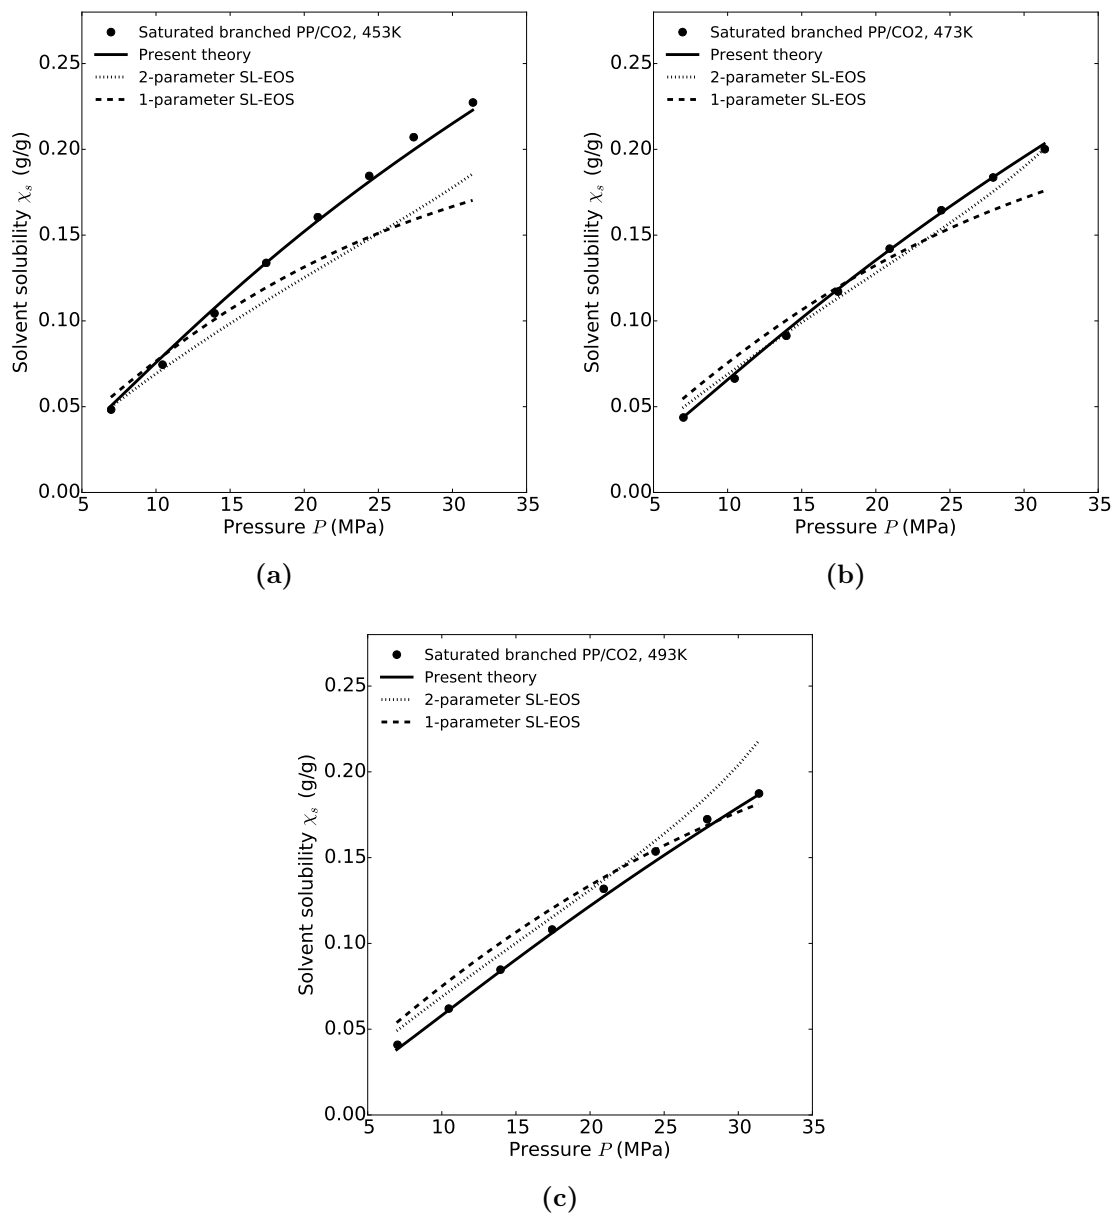 Saturated branched PP/CO2, 453K
Present theory
2-parameter SL-EOS
1-parameter SL-EOS
0.25
0.20
0.15
0.10
0.05
0.00
Solvent solubility χₛ (g/g)
5 10 15 20 25 30 35
Pressure P (MPa)
(a)
Saturated branched PP/CO2, 473K
Present theory
2-parameter SL-EOS
1-parameter SL-EOS
0.25
0.20
0.15
0.10
0.05
0.00
Solvent solubility χₛ (g/g)
5 10 15 20 25 30 35
Pressure P (MPa)
(b)
Saturated branched PP/CO2, 493K
Present theory
2-parameter SL-EOS
1-parameter SL-EOS
0.25
0.20
0.15
0.10
0.05
0.00
Solvent solubility χₛ (g/g)
5 10 15 20 25 30 35
Pressure P (MPa)
(c)